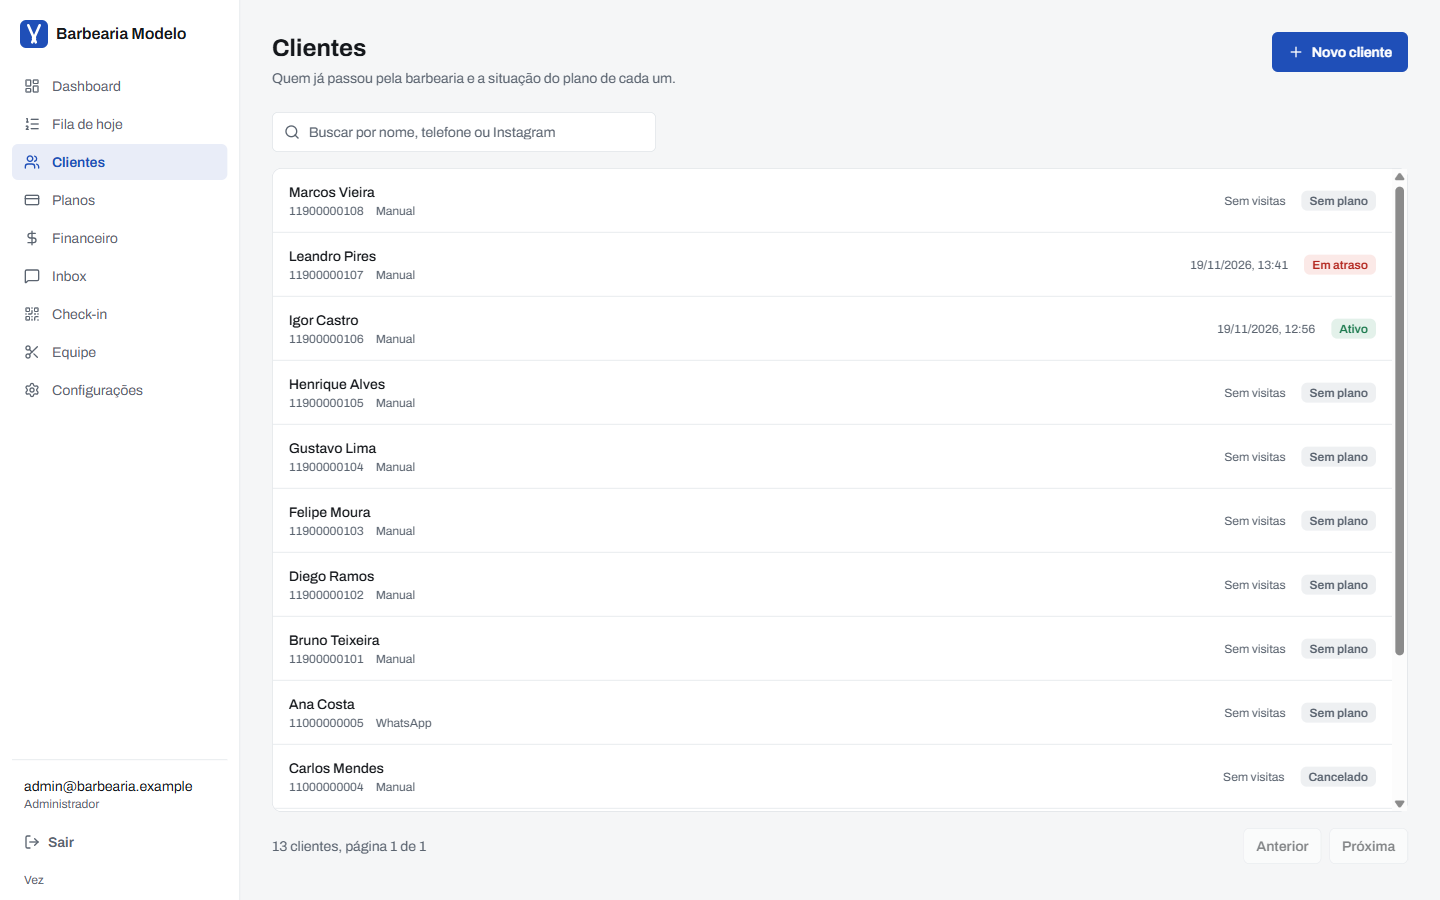 Barbearia Modelo
Dashboard
Fila de hoje
Clientes
Planos
Financeiro
Inbox
Check-in
Equipe
Configurações
admin@barbearia.example
Administrador
Sair
Vez
Clientes
Quem já passou pela barbearia e a situação do plano de cada um.
Novo cliente
Buscar por nome, telefone ou Instagram
Marcos Vieira
11900000108 Manual
Sem visitas Sem plano
Leandro Pires
11900000107 Manual
19/11/2026, 13:41 Em atraso
Igor Castro
11900000106 Manual
19/11/2026, 12:56 Ativo
Henrique Alves
11900000105 Manual
Sem visitas Sem plano
Gustavo Lima
11900000104 Manual
Sem visitas Sem plano
Felipe Moura
11900000103 Manual
Sem visitas Sem plano
Diego Ramos
11900000102 Manual
Sem visitas Sem plano
Bruno Teixeira
11900000101 Manual
Sem visitas Sem plano
Ana Costa
11000000005 WhatsApp
Sem visitas Sem plano
Carlos Mendes
11000000004 Manual
Sem visitas Cancelado
13 clientes, página 1 de 1
Anterior Próxima